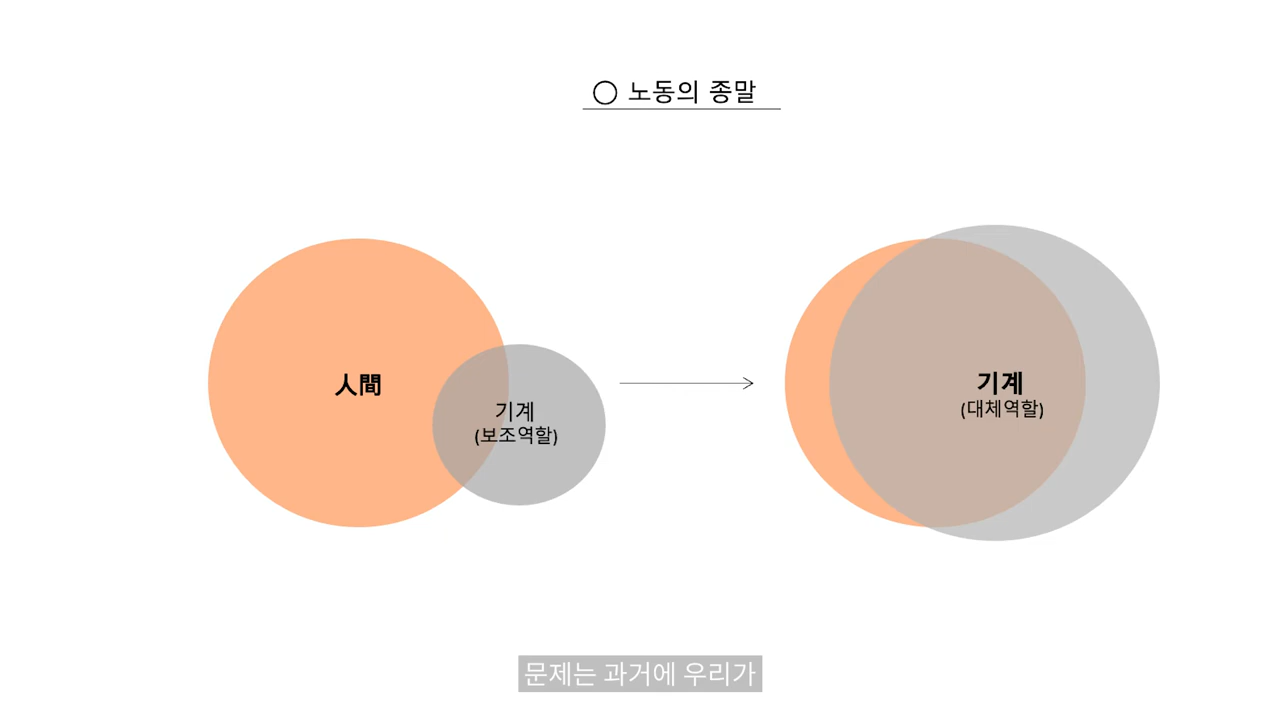 ○ 노동의 종말
人間
기계
(보조역할)
기계
(대체역할)
문제는 과거에 우리가